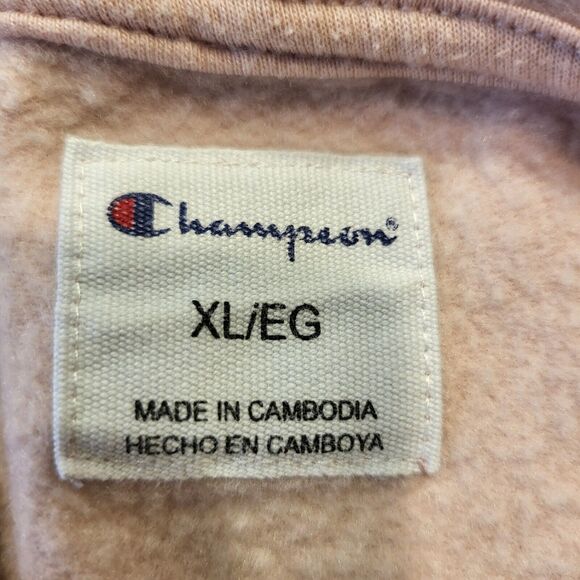 Champion®
XL/EG
MADE IN CAMBODIA
HECHO EN CAMBOYA